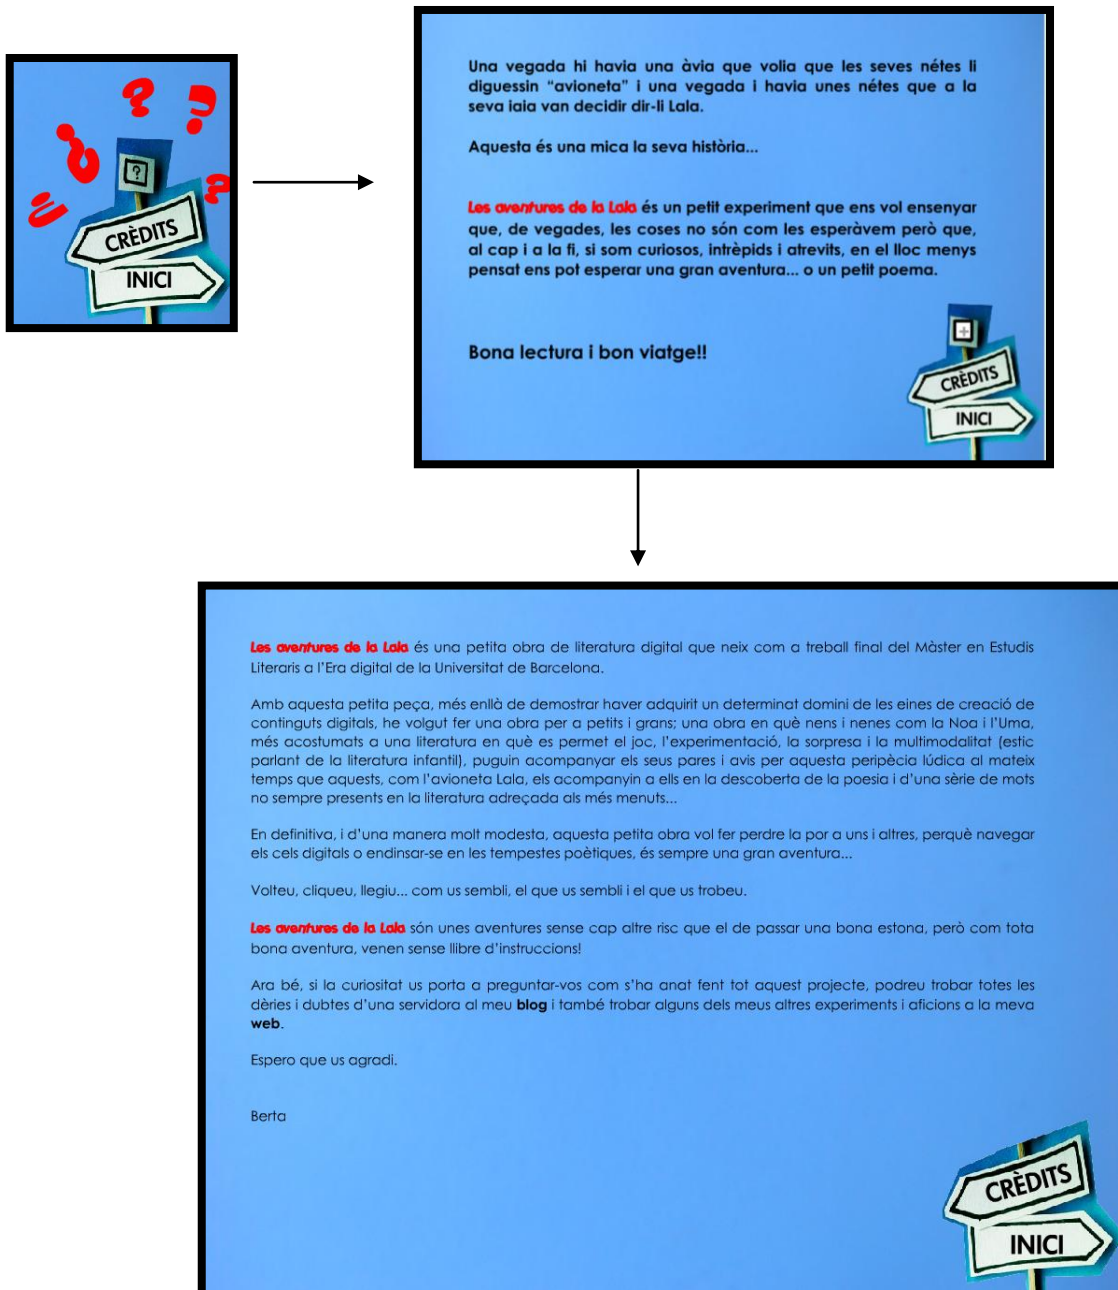 ?
¿
?
¡
?
?
CRÈDITS
INICI
Una vegada hi havia una àvia que volia que les seves nétes li
diguessin “avioneta” i una vegada i havia unes nétes que a la
seva iaia van decidir dir-li Lala.
Aquesta és una mica la seva història...
Les aventures de la Lala és un petit experiment que ens vol ensenyar
que, de vegades, les coses no són com les esperàvem però que,
al cap i a la fi, si som curiosos, intrèpids i atrevits, en el lloc menys
pensat ens pot esperar una gran aventura... o un petit poema.
Bona lectura i bon viatge!!
+
CRÈDITS
INICI
Les aventures de la Lala és una petita obra de literatura digital que neix com a treball final del Màster en Estudis
Literaris a l’Era digital de la Universitat de Barcelona.
Amb aquesta petita peça, més enllà de demostrar haver adquirit un determinat domini de les eines de creació de
continguts digitals, he volgut fer una obra per a petits i grans; una obra en què nens i nenes com la Noa i l’Uma,
més acostumats a una literatura en què es permet el joc, l’experimentació, la sorpresa i la multimodalitat (estic
parlant de la literatura infantil), puguin acompanyar els seus pares i avis per aquesta peripècia lúdica al mateix
temps que aquests, com l’avioneta Lala, els acompanyin a ells en la descoberta de la poesia i d’una sèrie de mots
no sempre presents en la literatura adreçada als més menuts...
En definitiva, i d’una manera molt modesta, aquesta petita obra vol fer perdre la por a uns i altres, perquè navegar
els cels digitals o endinsar-se en les tempestes poètiques, és sempre una gran aventura...
Volteu, cliqueu, llegiu... com us sembli, el que us sembli i el que us trobeu.
Les aventures de la Lala són unes aventures sense cap altre risc que el de passar una bona estona, però com tota
bona aventura, venen sense llibre d’instruccions!
Ara bé, si la curiositat us porta a preguntar-vos com s’ha anat fent tot aquest projecte, podreu trobar totes les
dèries i dubtes d’una servidora al meu blog i també trobar alguns dels meus altres experiments i aficions a la meva
web.
Espero que us agradi.
Berta
CRÈDITS
INICI